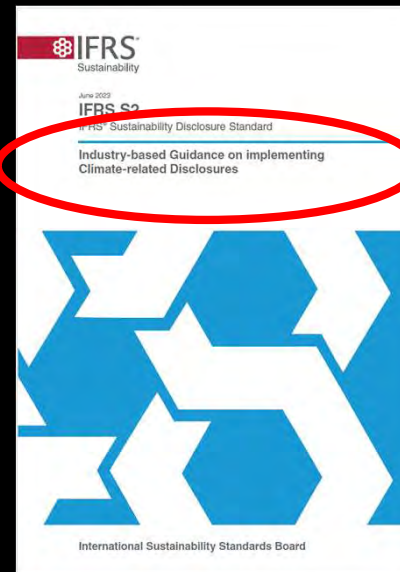 IFRS
Sustainability
June 2023
IFRS S2
IFRS® Sustainability Disclosure Standard
Industry-based Guidance on implementing
Climate-related Disclosures
International Sustainability Standards Board